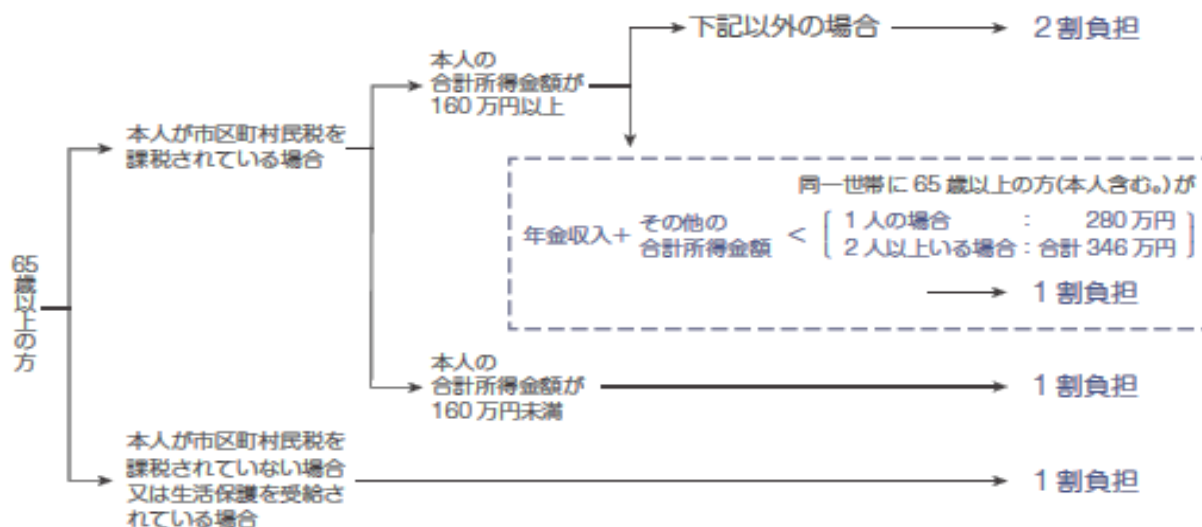 65歳以上の方
本人が市区町村民税を
課税されている場合
本人の
合計所得金額が
160万円以上
下記以外の場合
2割負担
同一世帯に65歳以上の方(本人含む。)が
年金収入+
その他の
合計所得金額
<
1人の場合 : 280万円
2人以上いる場合:合計346万円
1割負担
本人の
合計所得金額が
160万円未満
1割負担
本人が市区町村民税を
課税されていない場合
又は生活保護を受給さ
れている場合
1割負担